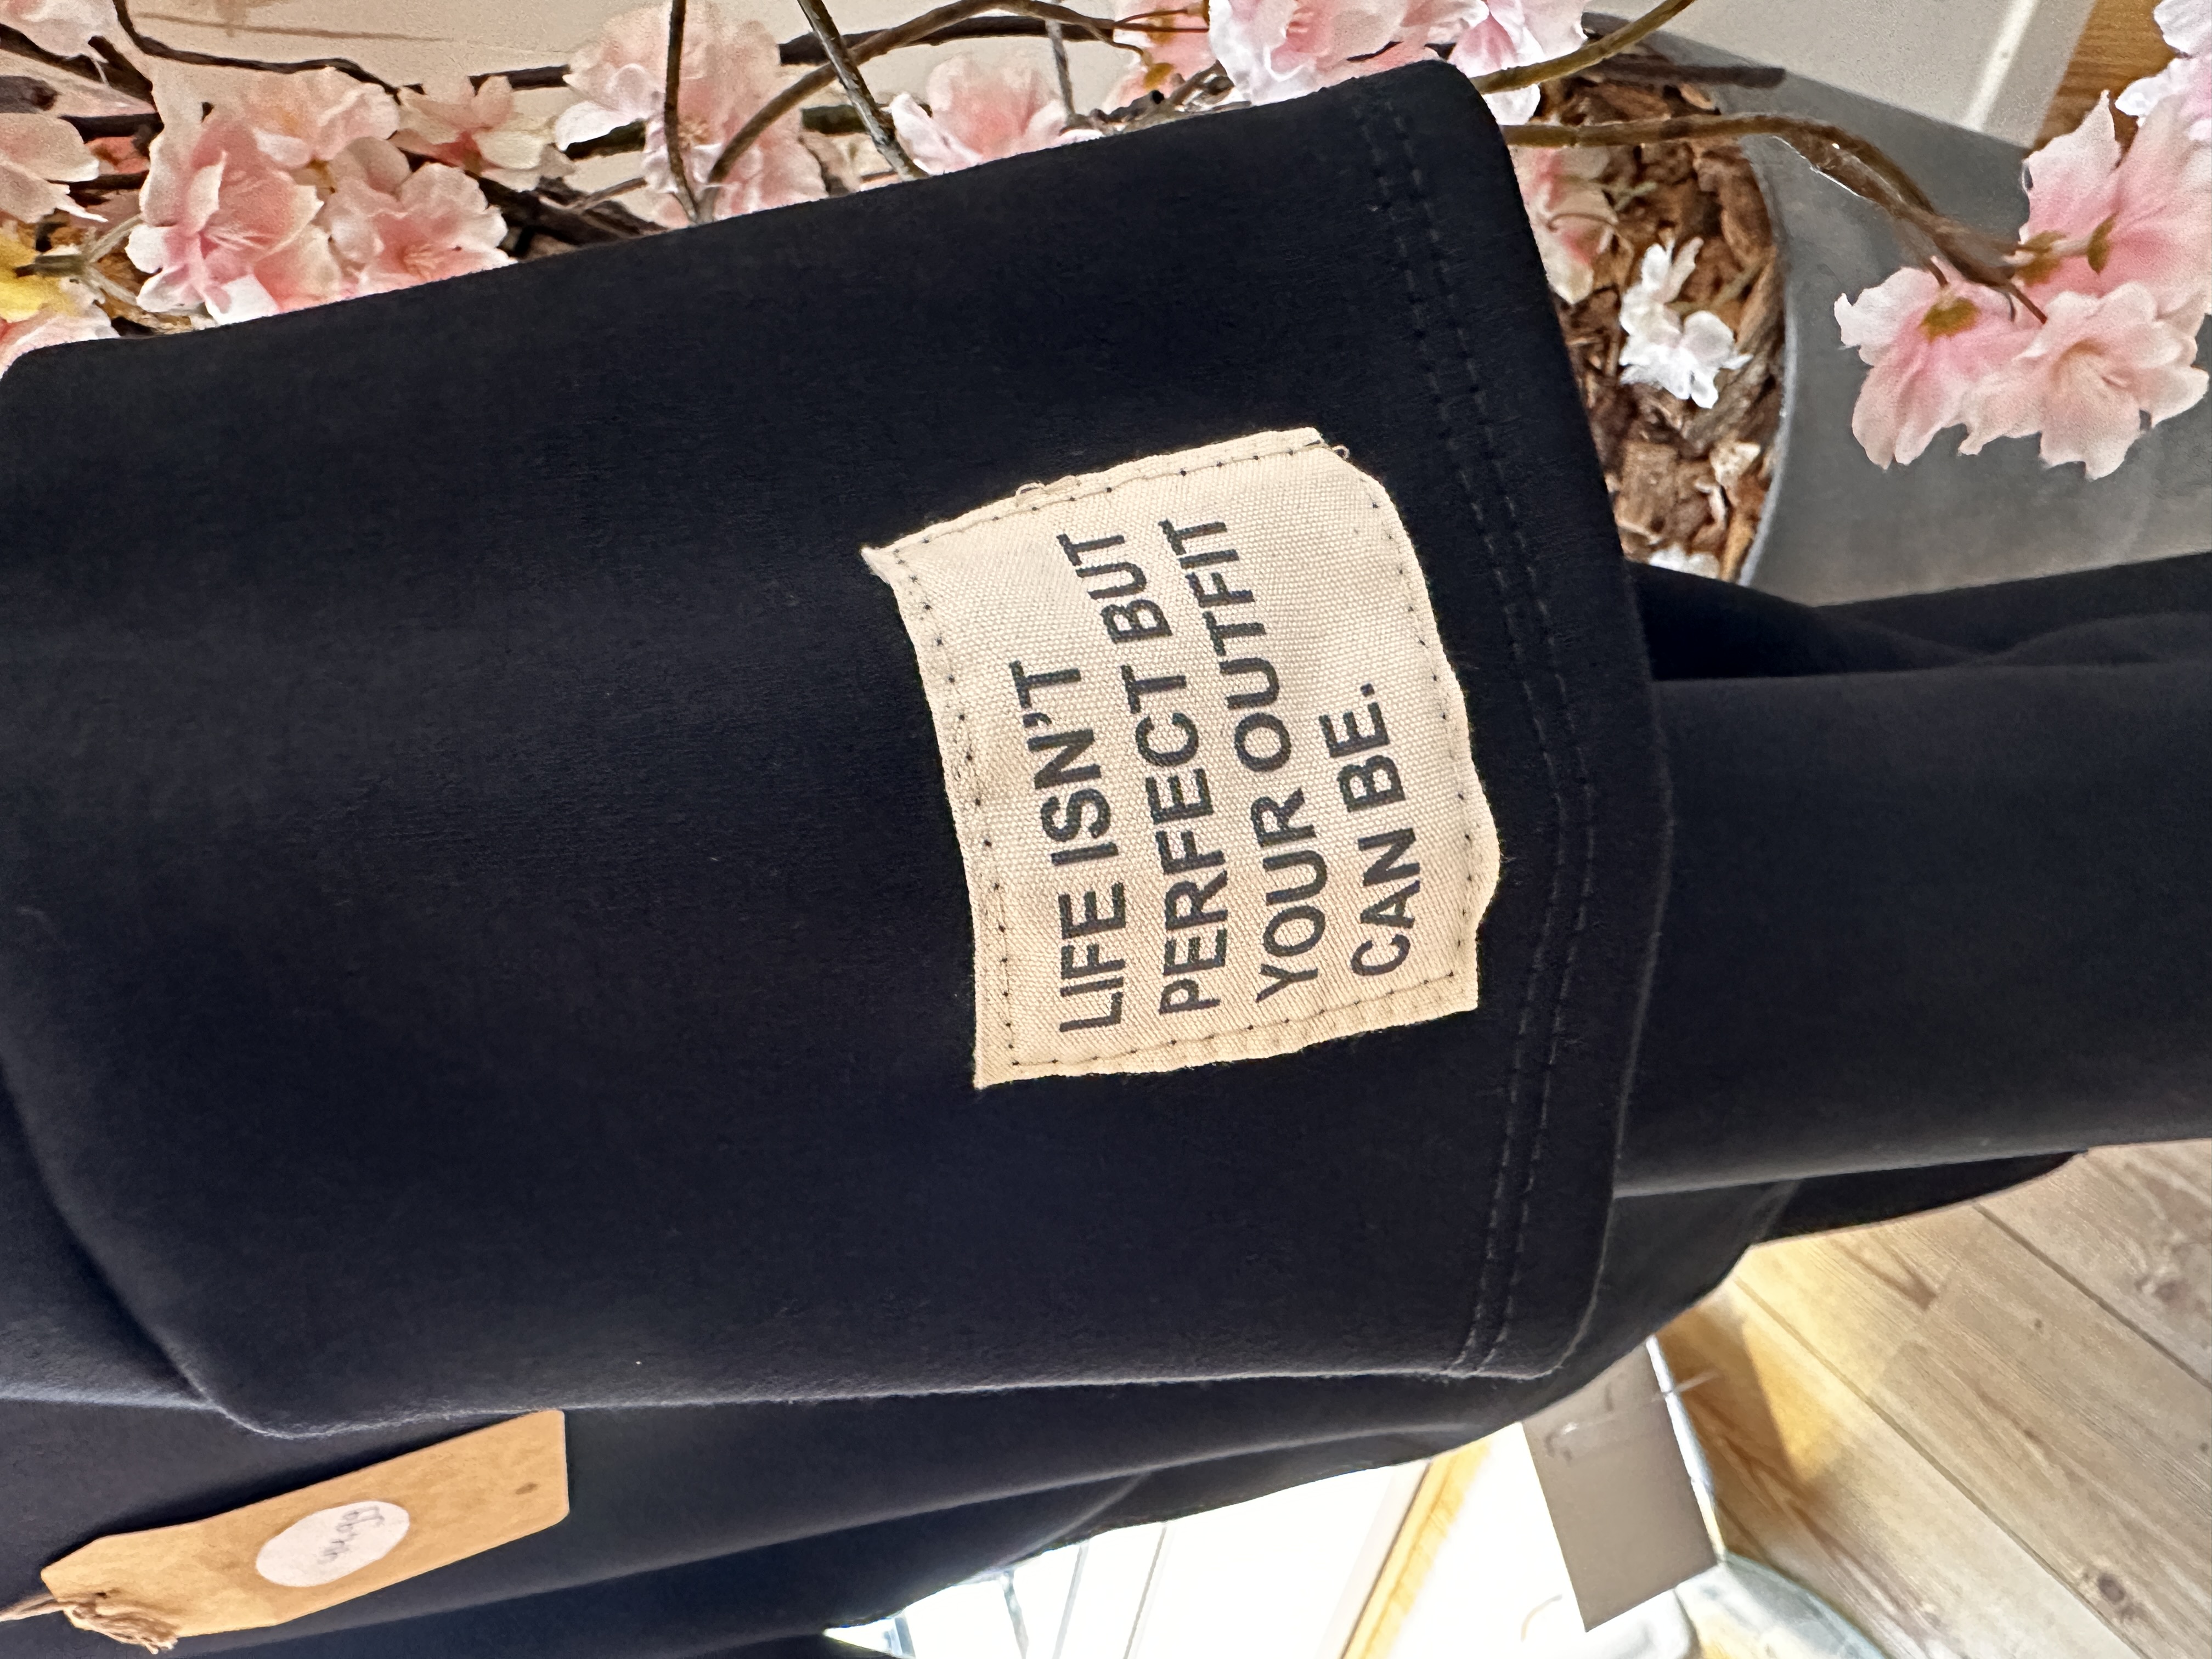 LIFE ISN'T
PERFECT BUT
YOUR OUTFIT
CAN BE.